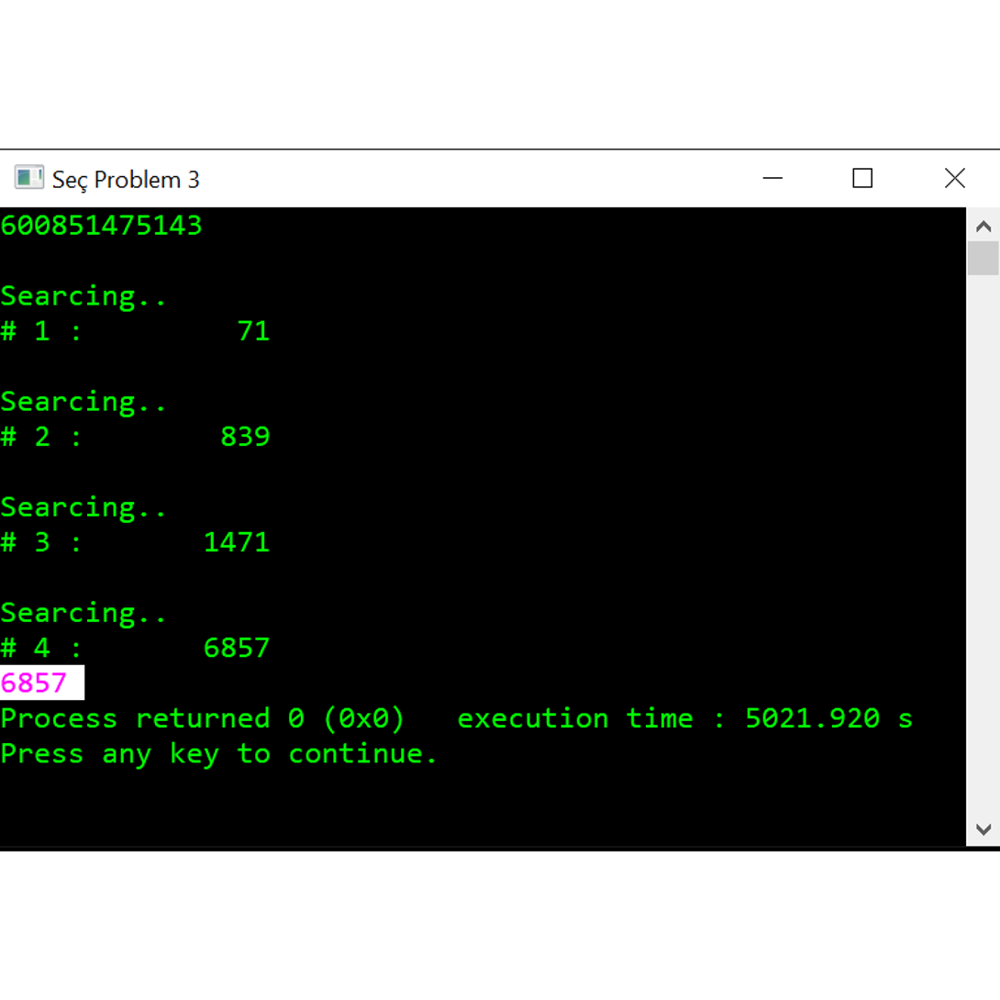 Seç Problem 3
600851475143
Searcing..
# 1 : 71
Searcing..
# 2 : 839
Searcing..
# 3 : 1471
Searcing..
# 4 : 6857
6857
Process returned 0 (0x0) execution time : 5021.920 s
Press any key to continue.